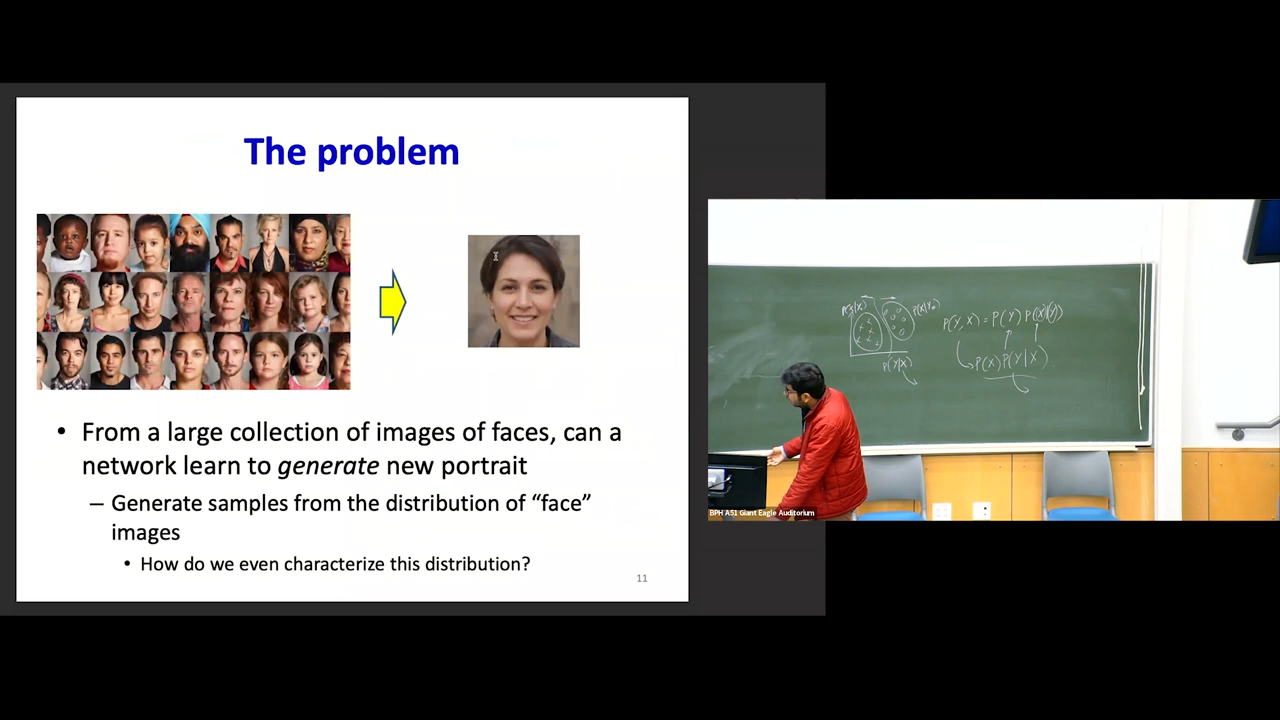 The problem
• From a large collection of images of faces, can a
network learn to generate new portrait
– Generate samples from the distribution of “face”
images
• How do we even characterize this distribution?
11
P(Y|X)
P(Y, X) = P(Y) P(X|Y)
P(X) P(Y|X)
BPH A51 Giant Eagle Auditorium